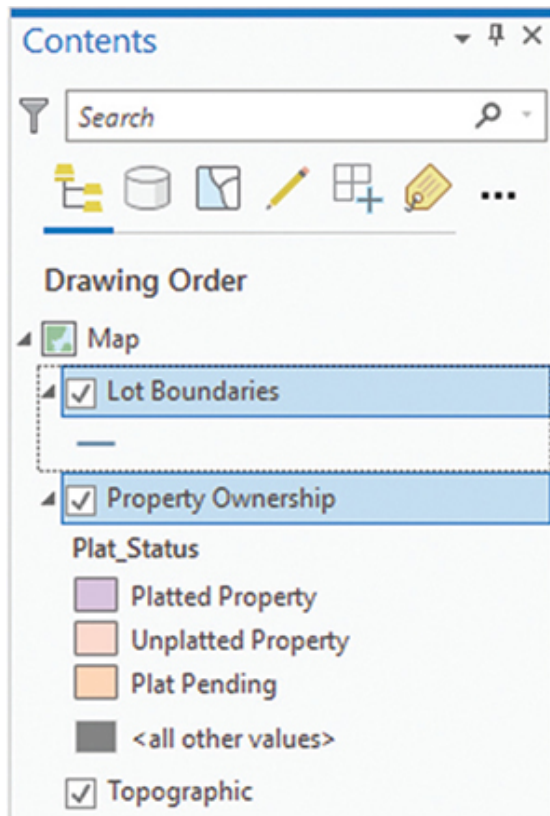 Contents
Search
Drawing Order
Map
Lot Boundaries
Property Ownership
Plat_Status
Platted Property
Unplatted Property
Plat Pending
<all other values>
Topographic